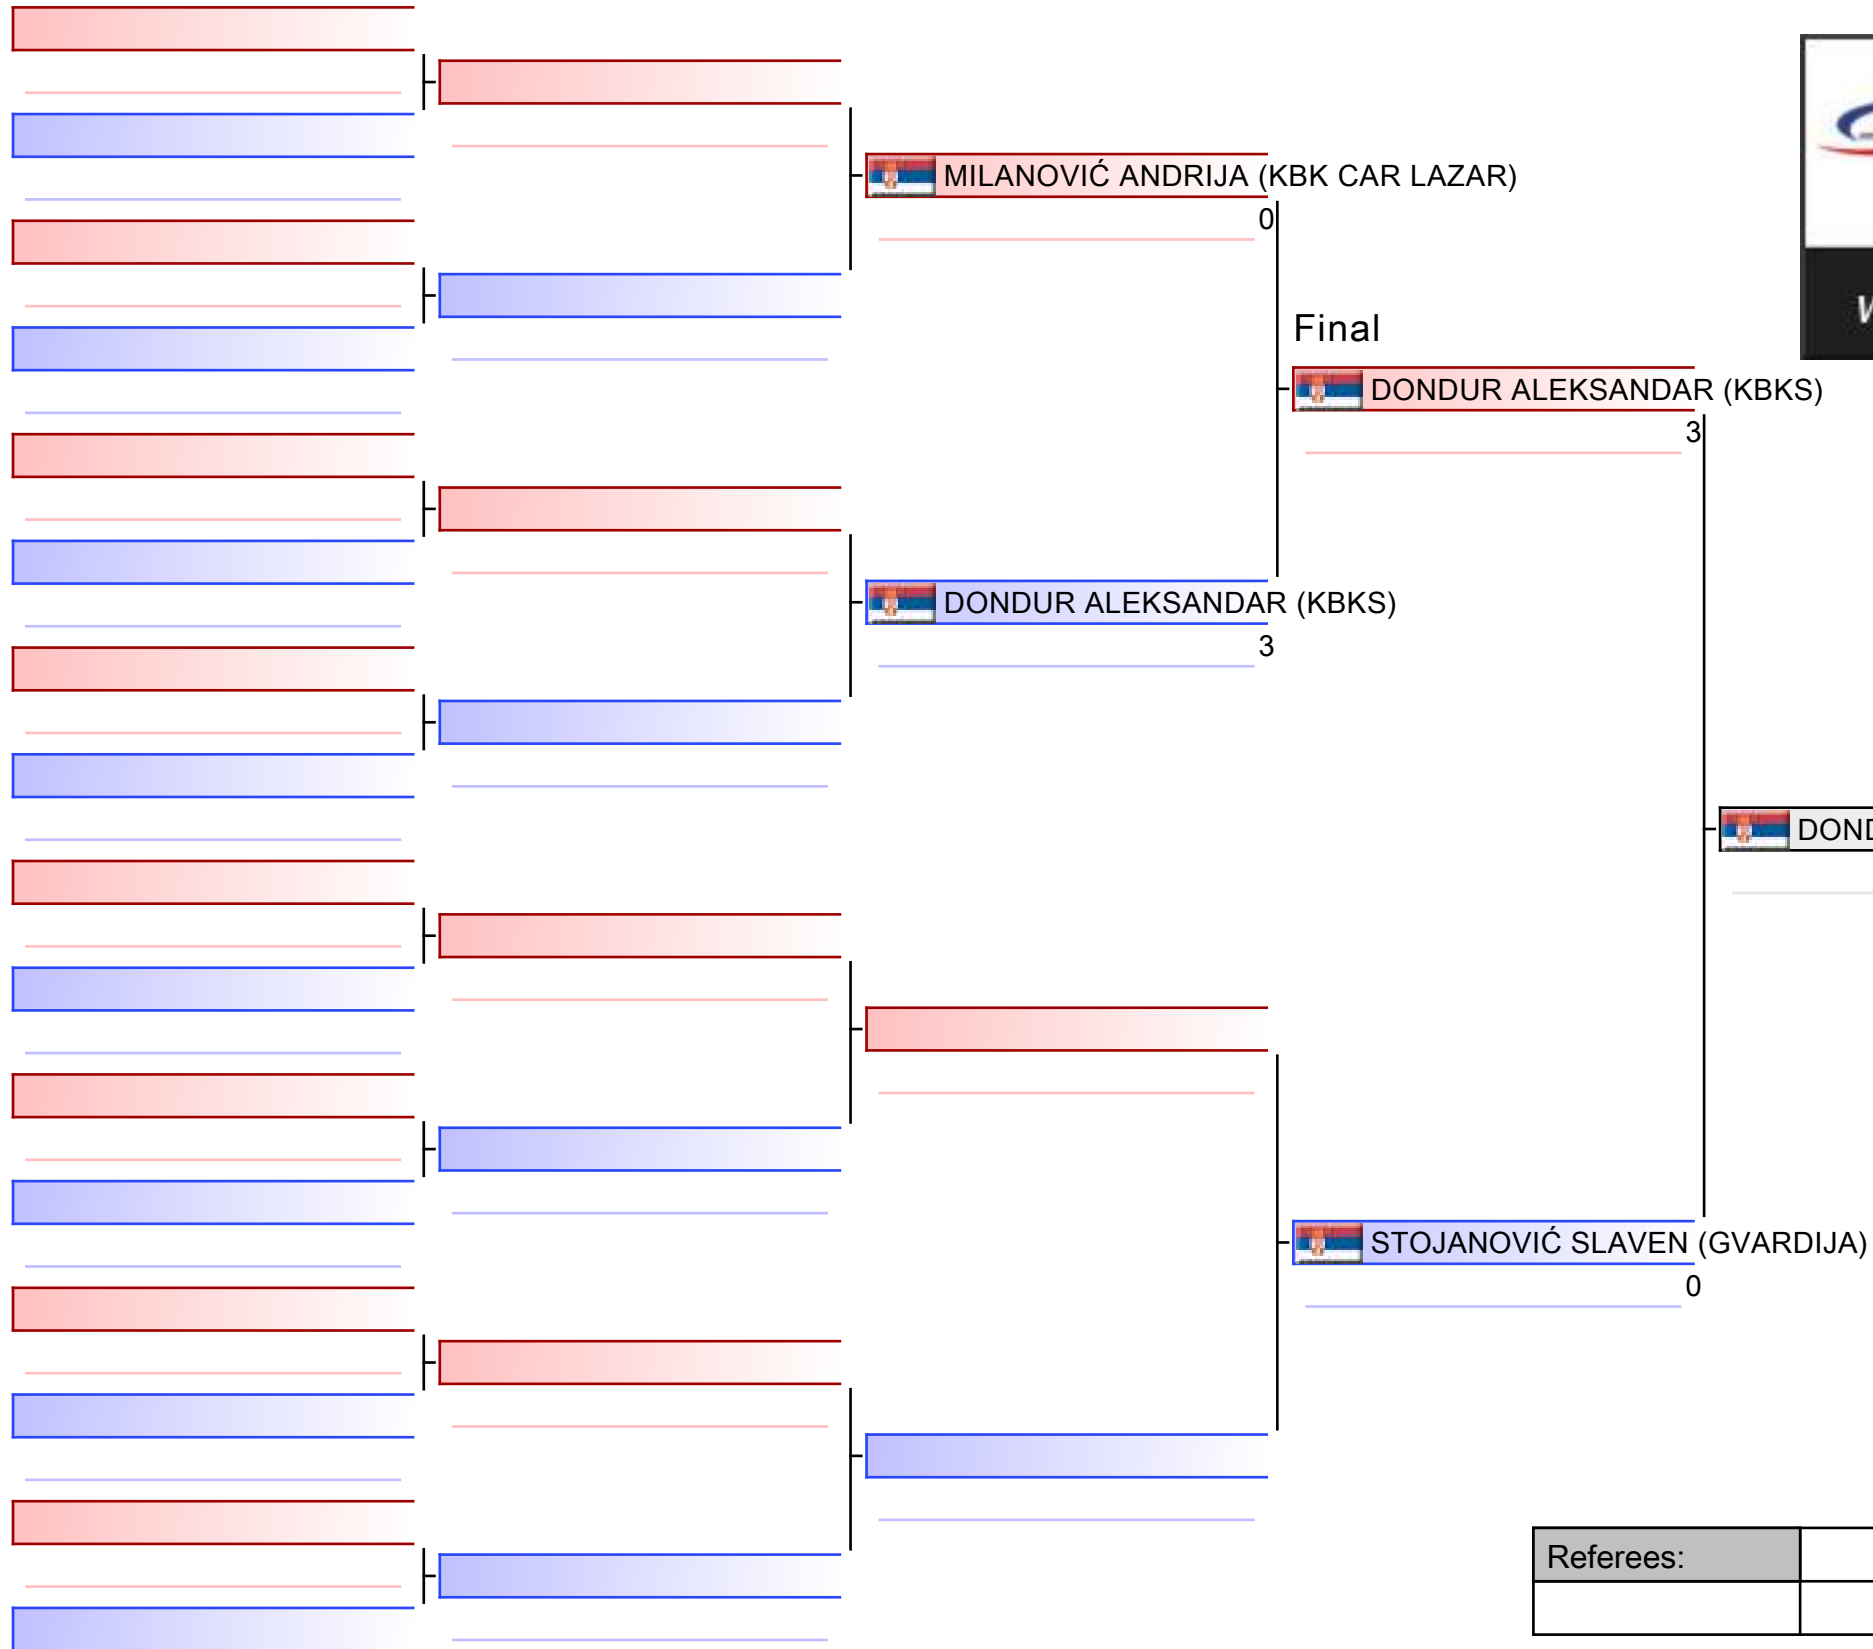 MILANOVIĆ ANDRIJA (KBK CAR LAZAR)
0
Final
DONDUR ALEKSANDAR (KBKS)
3
DONDUR ALEKSANDAR (KBKS)
3
STOJANOVIĆ SLAVEN (GVARDIJA)
0
Referees: